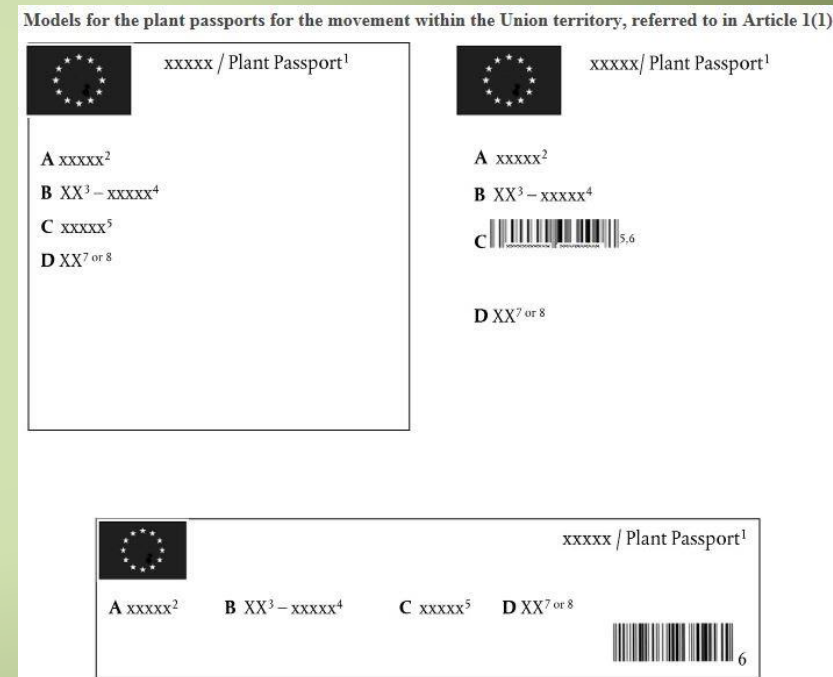 Models for the plant passports for the movement within the Union territory, referred to in Article 1(1)
xxxxx / Plant Passport¹
A xxxxx²
B XX³ – xxxxx⁴
C xxxxx⁵
D XX⁷ ᵒʳ ⁸
xxxxx/ Plant Passport¹
A xxxxx²
B XX³ – xxxxx⁴
C 5,6
D XX⁷ ᵒʳ ⁸
xxxxx / Plant Passport¹
A xxxxx² B XX³ – xxxxx⁴ C xxxxx⁵ D XX⁷ ᵒʳ ⁸
6